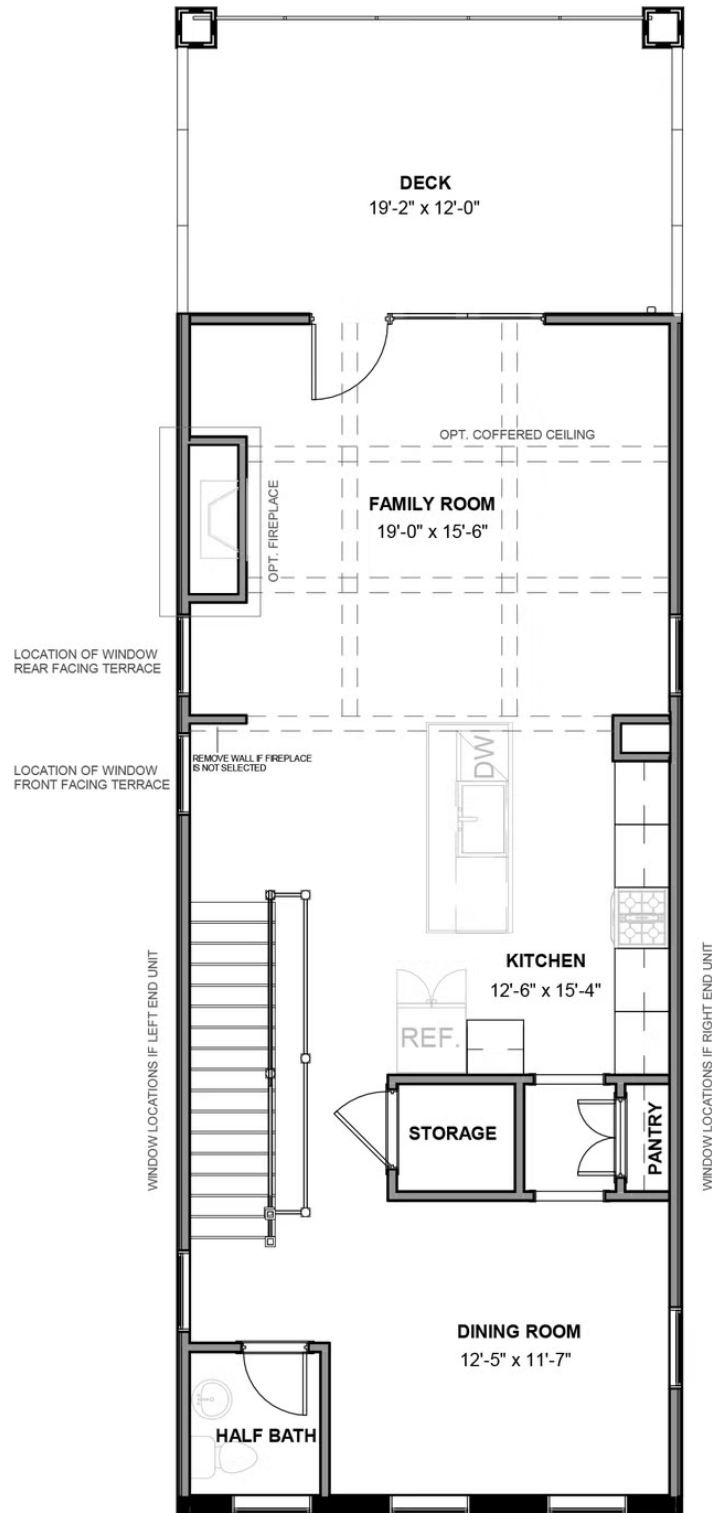 DECK
19'-2" x 12'-0"
OPT. COFFERED CEILING
FAMILY ROOM
19'-0" x 15'-6"
OPT. FIREPLACE
LOCATION OF WINDOW
REAR FACING TERRACE
REMOVE WALL IF FIREPLACE
IS NOT SELECTED
LOCATION OF WINDOW
FRONT FACING TERRACE
DW
KITCHEN
12'-6" x 15'-4"
REF.
WINDOW LOCATIONS IF LEFT END UNIT
WINDOW LOCATIONS IF RIGHT END UNIT
STORAGE
PANTRY
DINING ROOM
12'-5" x 11'-7"
HALF BATH